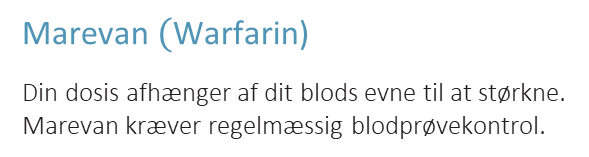 Marevan (Warfarin)
Din dosis afhænger af dit blods evne til at størkne.
Marevan kræver regelmæssig blodprøvekontrol.